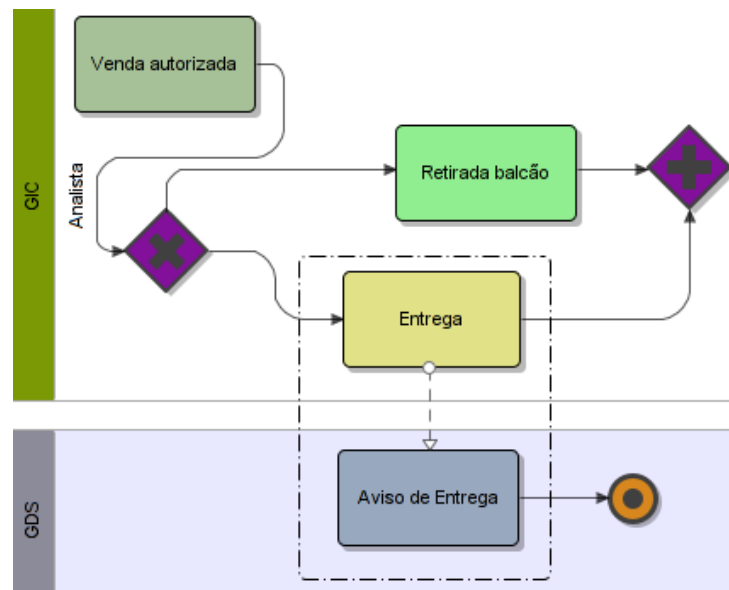 GIC
Analista
Venda autorizada
Retirada balcão
Entrega
GDS
Aviso de Entrega